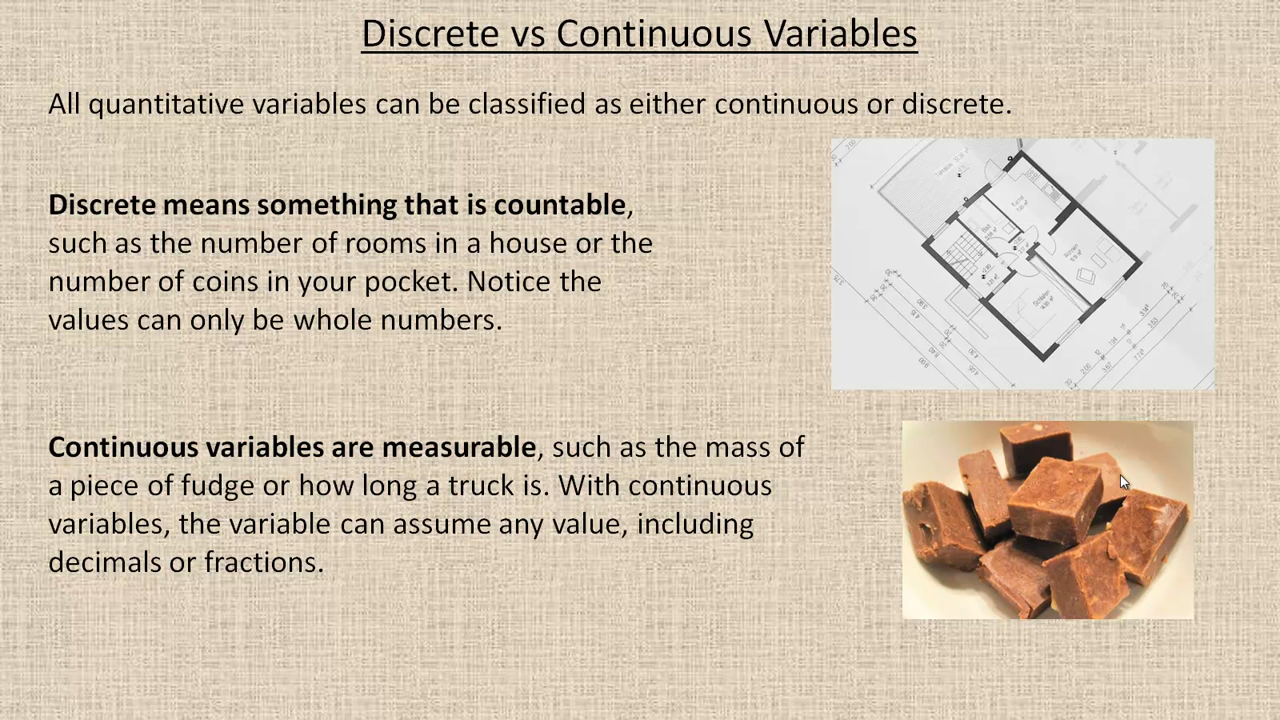 Discrete vs Continuous Variables
All quantitative variables can be classified as either continuous or discrete.
Discrete means something that is countable,
such as the number of rooms in a house or the
number of coins in your pocket. Notice the
values can only be whole numbers.
Continuous variables are measurable, such as the mass of
a piece of fudge or how long a truck is. With continuous
variables, the variable can assume any value, including
decimals or fractions.